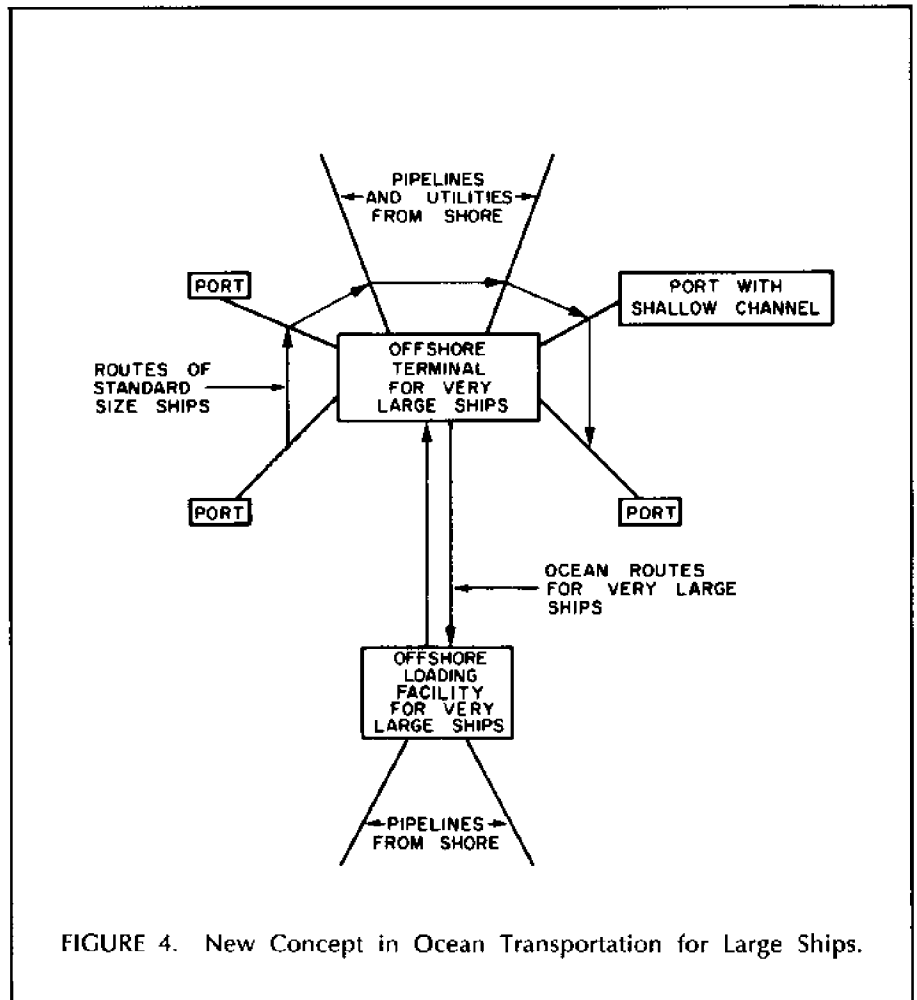 PIPELINES
AND UTILITIES
FROM SHORE
PORT
PORT WITH
SHALLOW CHANNEL
OFFSHORE
TERMINAL
FOR VERY
LARGE SHIPS
ROUTES OF
STANDARD
SIZE SHIPS
PORT
PORT
OCEAN ROUTES
FOR VERY LARGE
SHIPS
OFFSHORE
LOADING
FACILITY
FOR VERY
LARGE SHIPS
PIPELINES
FROM SHORE
FIGURE 4. New Concept in Ocean Transportation for Large Ships.